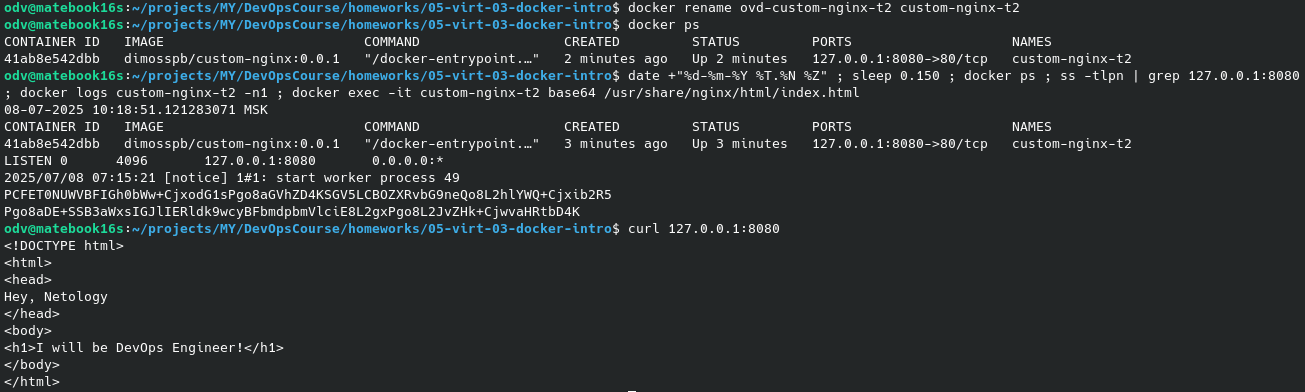 odv@matebook16s:~/projects/MY/DevOpsCourse/homeworks/05-virt-03-docker-intro$ docker rename ovd-custom-nginx-t2 custom-nginx-t2
odv@matebook16s:~/projects/MY/DevOpsCourse/homeworks/05-virt-03-docker-intro$ docker ps
CONTAINER ID   IMAGE                         COMMAND                  CREATED         STATUS         PORTS                    NAMES
41ab8e542dbb   dimosspb/custom-nginx:0.0.1   "/docker-entrypoint.…"   2 minutes ago   Up 2 minutes   127.0.0.1:8080->80/tcp   custom-nginx-t2
odv@matebook16s:~/projects/MY/DevOpsCourse/homeworks/05-virt-03-docker-intro$ date +"%d-%m-%Y %T.%N %Z" ; sleep 0.150 ; docker ps ; ss -tlpn | grep 127.0.0.1:8080
; docker logs custom-nginx-t2 -n1 ; docker exec -it custom-nginx-t2 base64 /usr/share/nginx/html/index.html
08-07-2025 10:18:51.121283071 MSK
CONTAINER ID   IMAGE                         COMMAND                  CREATED         STATUS         PORTS                    NAMES
41ab8e542dbb   dimosspb/custom-nginx:0.0.1   "/docker-entrypoint.…"   3 minutes ago   Up 3 minutes   127.0.0.1:8080->80/tcp   custom-nginx-t2
LISTEN 0      4096       127.0.0.1:8080       0.0.0.0:*
2025/07/08 07:15:21 [notice] 1#1: start worker process 49
PCFET0NUWVBFIGh0bWw+CjxodG1sPgo8aGVhZD4KSGV5LCBOZXRvbG9neQo8L2hlYWQ+Cjxib2R5
Pgo8aDE+SSB3aWxsIGJlIERldk9wcyBFbmdpbmVlciE8L2gxPgo8L2JvZHk+CjwvaHRtbD4K
odv@matebook16s:~/projects/MY/DevOpsCourse/homeworks/05-virt-03-docker-intro$ curl 127.0.0.1:8080
<!DOCTYPE html>
<html>
<head>
Hey, Netology
</head>
<body>
<h1>I will be DevOps Engineer!</h1>
</body>
</html>